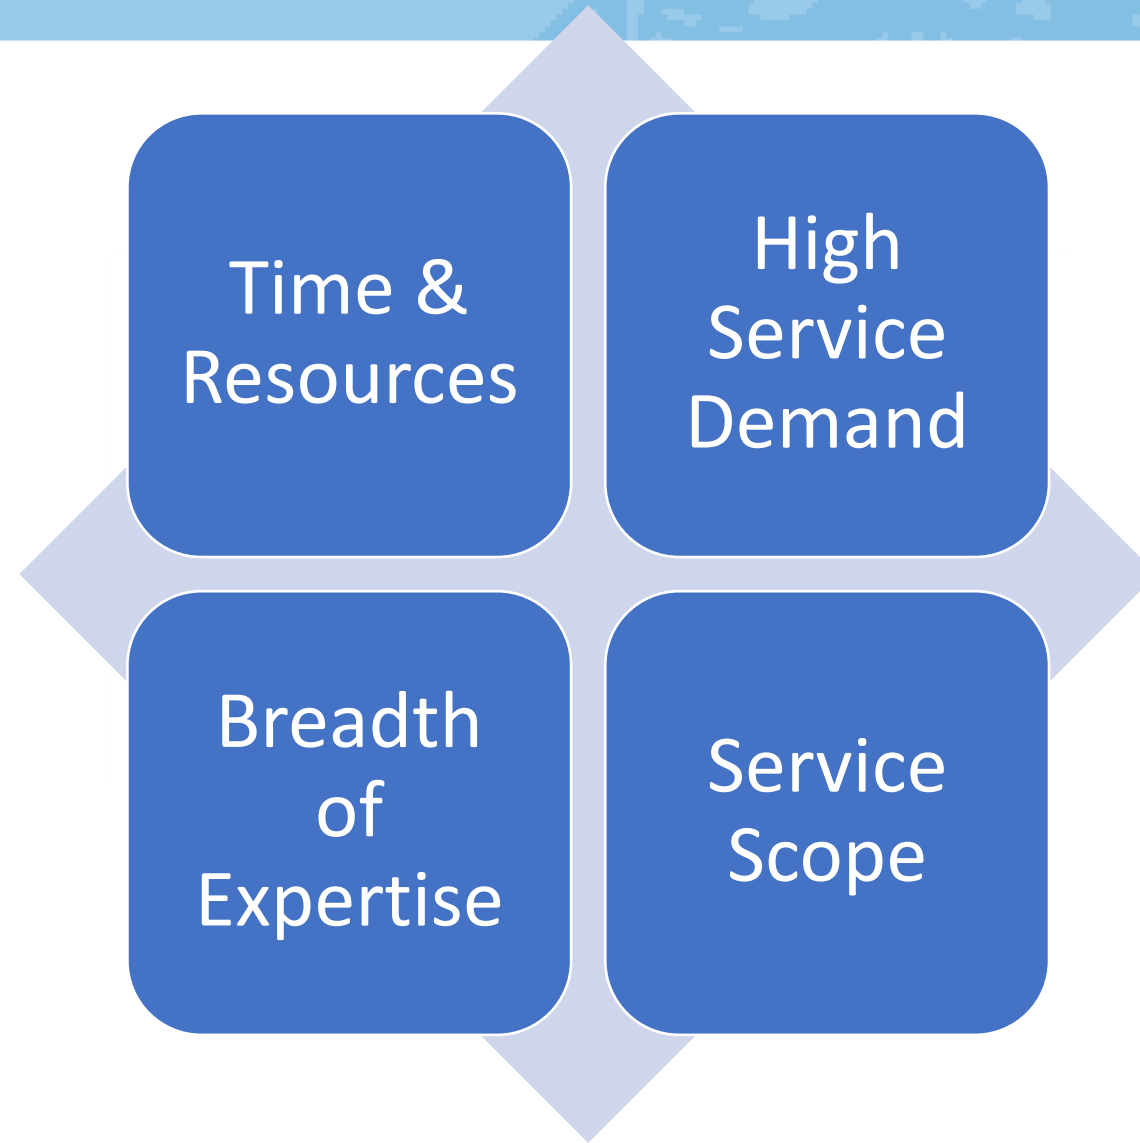 Time &
Resources
High
Service
Demand
Breadth
of
Expertise
Service
Scope